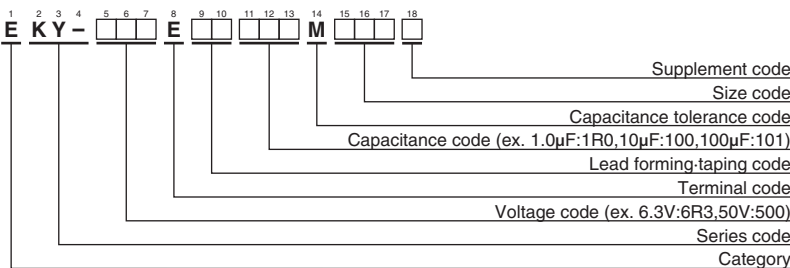 1 2 3 4 5 6 7 8 9 10 11 12 13 14 15 16 17 18
E K Y – □□□ E □□ □□□ M □□□ □
Supplement code
Size code
Capacitance tolerance code
Capacitance code (ex. 1.0μF:1R0,10μF:100,100μF:101)
Lead forming·taping code
Terminal code
Voltage code (ex. 6.3V:6R3,50V:500)
Series code
Category